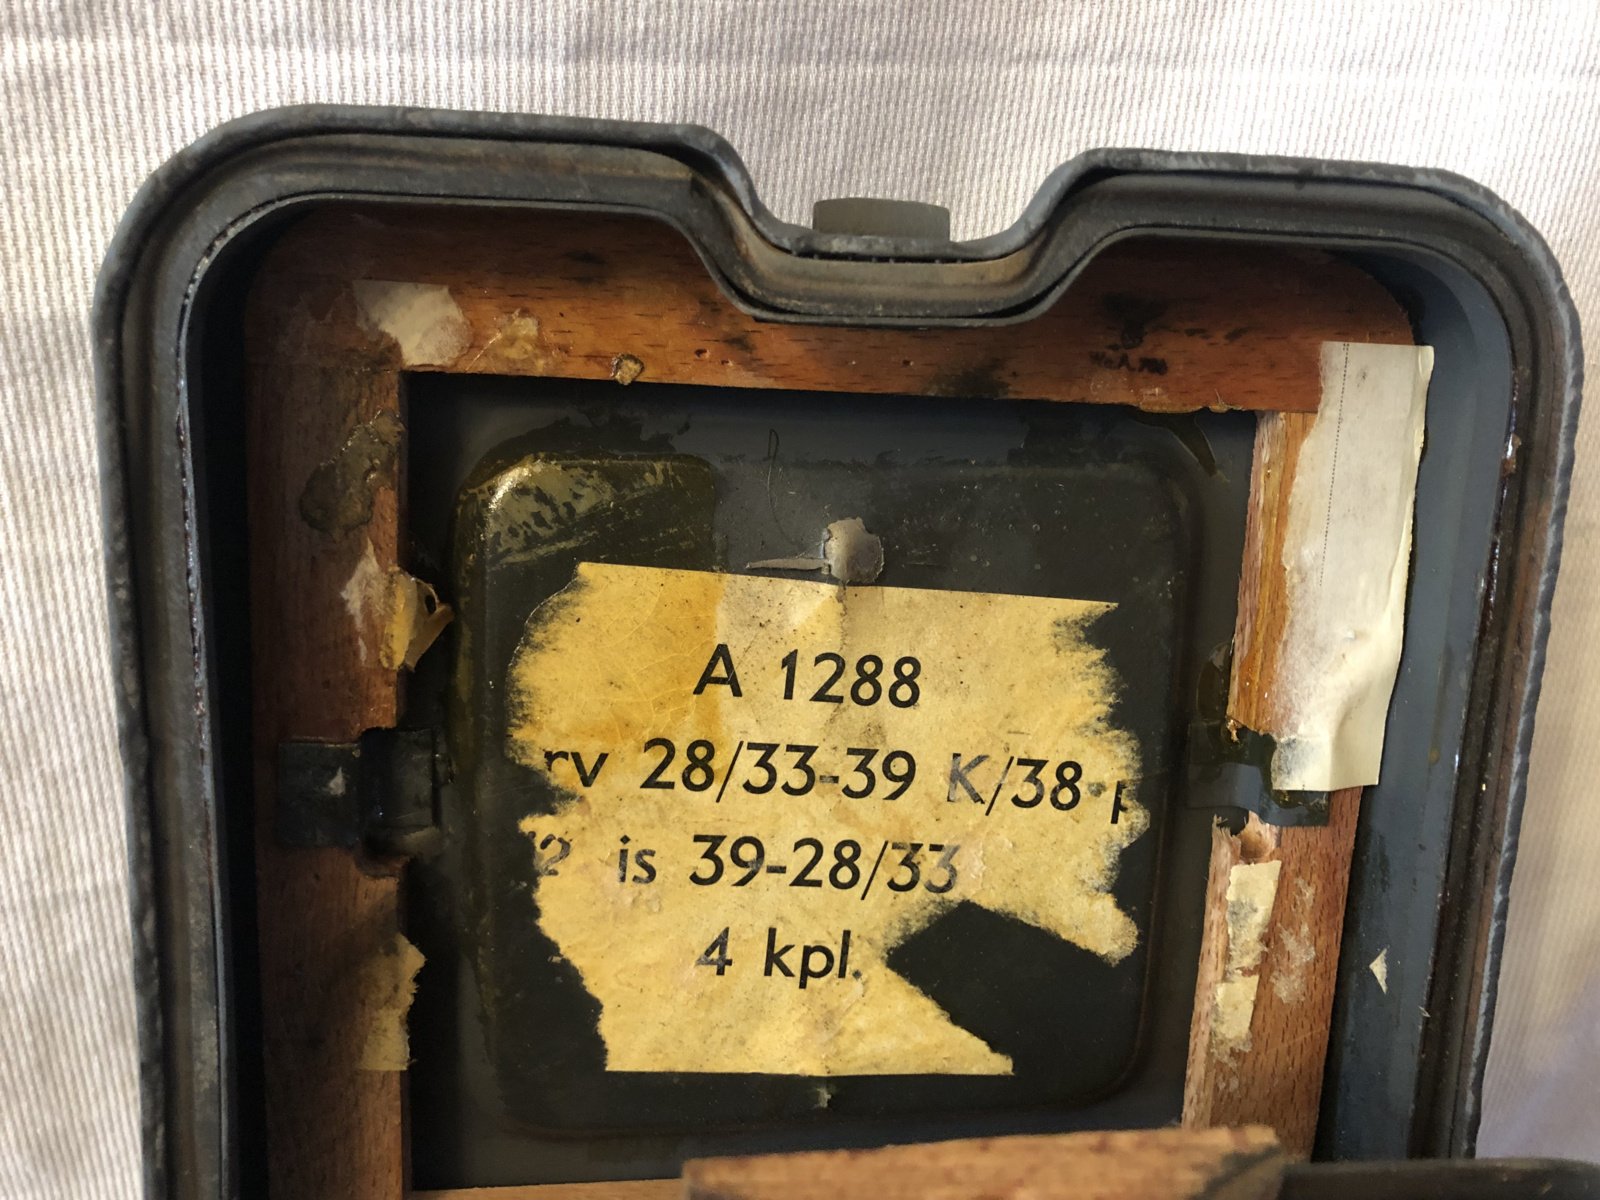 A 1288
rv 28/33-39 K/38-p
is 39-28/33
4 kpl.